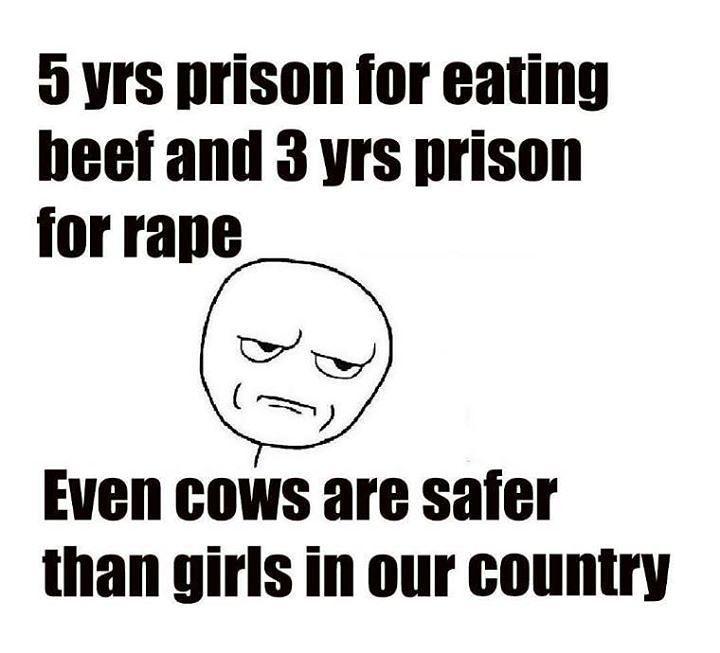 5 yrs prison for eating
beef and 3 yrs prison
for rape
Even cows are safer
than girls in our country